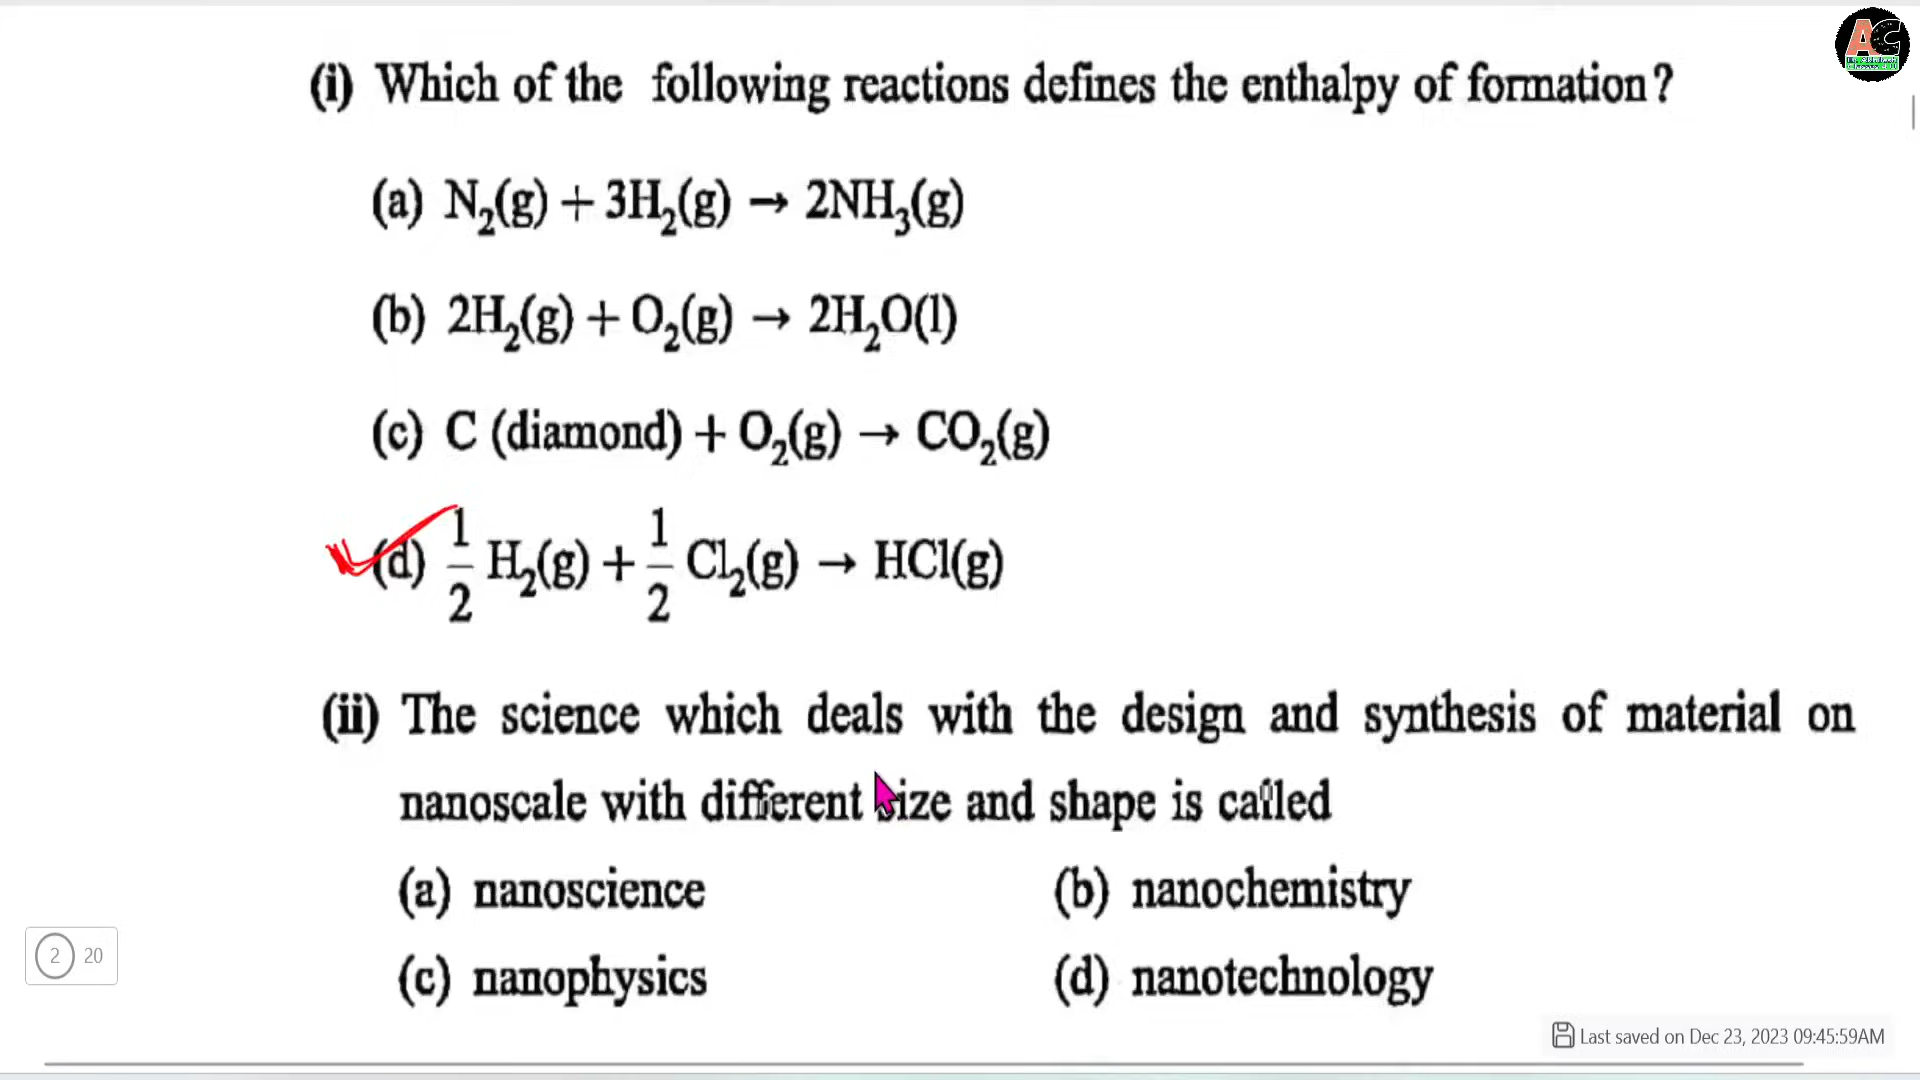 AC
(i) Which of the following reactions defines the enthalpy of formation?
(a) N₂(g) + 3H₂(g) → 2NH₃(g)
(b) 2H₂(g) + O₂(g) → 2H₂O(l)
(c) C (diamond) + O₂(g) → CO₂(g)
(d) 1/2 H₂(g) + 1/2 Cl₂(g) → HCl(g)
(ii) The science which deals with the design and synthesis of material on
nanoscale with different size and shape is called
(a) nanoscience (b) nanochemistry
(c) nanophysics (d) nanotechnology
2 20
Last saved on Dec 23, 2023 09:45:59AM